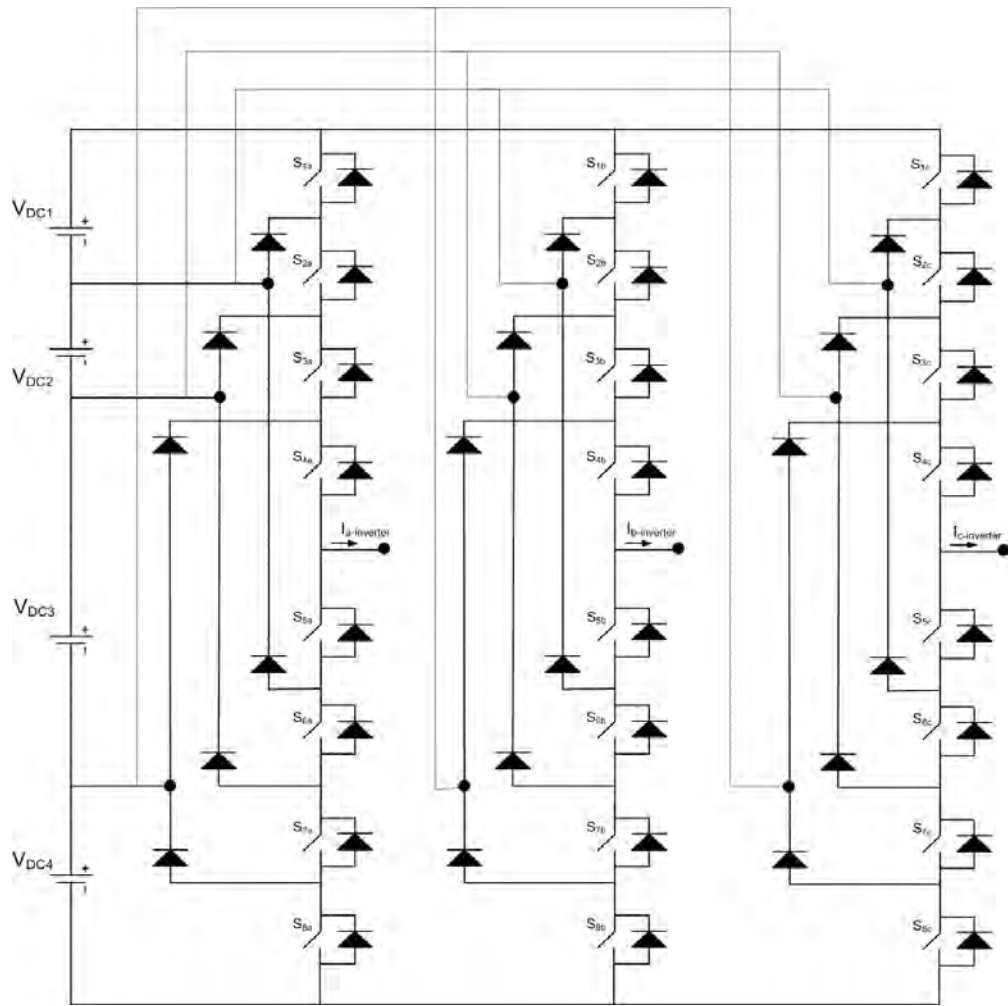 S1a
S1b
S1c
VDC1
+
-
S2a
S2b
S2c
+
-
VDC2
S3a
S3b
S3c
S4a
S4b
S4c
Ia-inverter
Ib-inverter
Ic-inverter
VDC3
+
-
S5a
S5b
S5c
S6a
S6b
S6c
S7a
S7b
S7c
VDC4
+
-
S8a
S8b
S8c